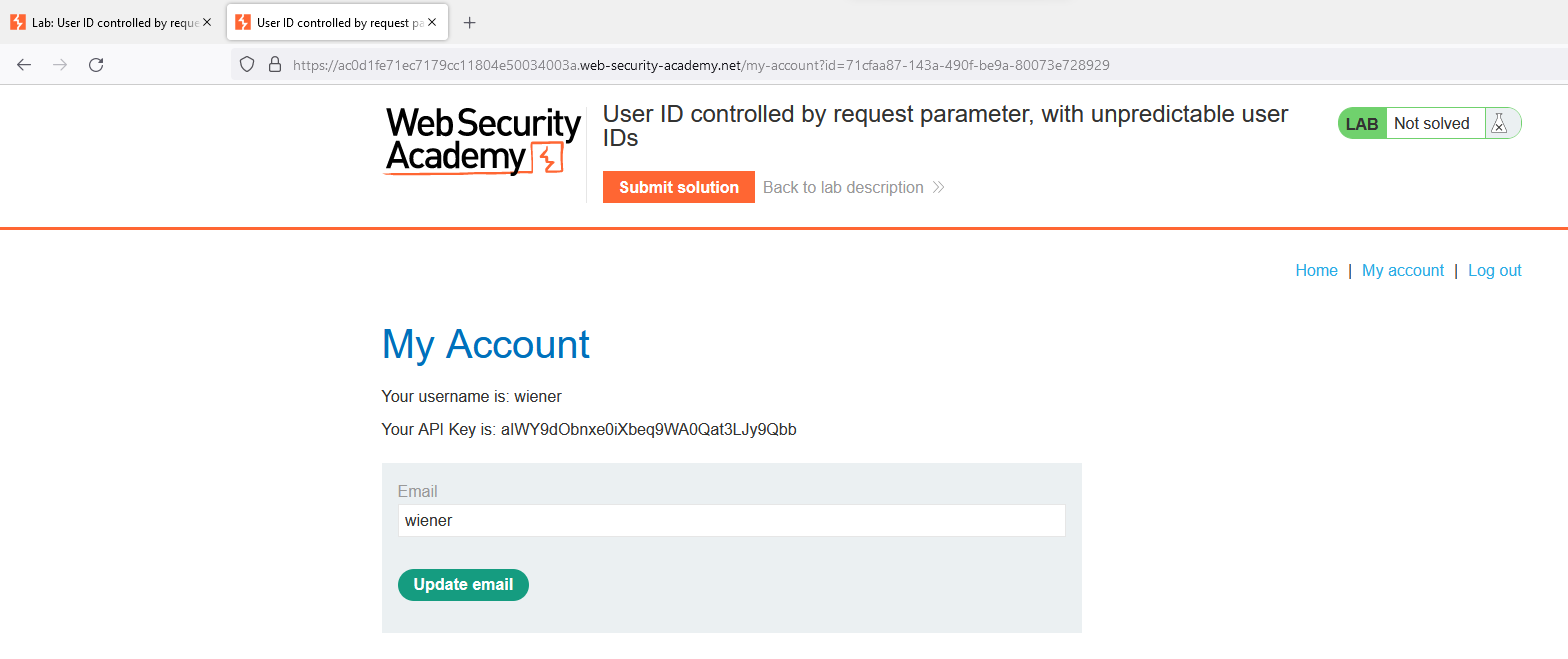 Lab: User ID controlled by reque
User ID controlled by request pa
https://ac0d1fe71ec7179cc11804e50034003a.web-security-academy.net/my-account?id=71cfaa87-143a-490f-be9a-80073e728929
Web Security
Academy
User ID controlled by request parameter, with unpredictable user
IDs
LAB Not solved
Submit solution Back to lab description
Home | My account | Log out
My Account
Your username is: wiener
Your API Key is: aIWY9dObnxe0iXbeq9WA0Qat3LJy9Qbb
Email
wiener
Update email